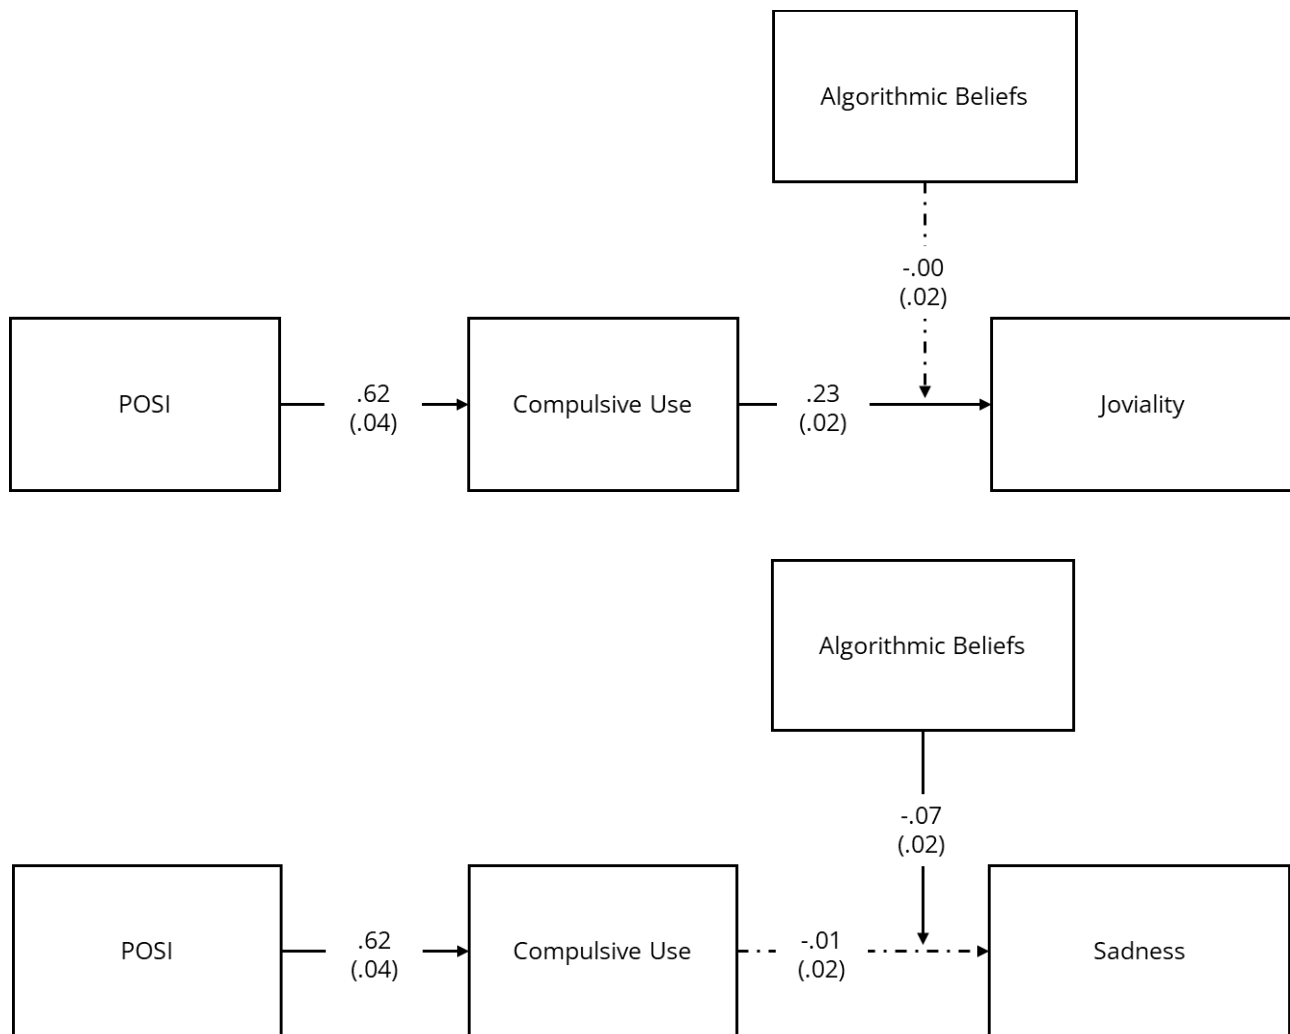 Algorithmic Beliefs
-.00
(.02)
POSI
.62
(.04)
Compulsive Use
.23
(.02)
Joviality
Algorithmic Beliefs
-.07
(.02)
POSI
.62
(.04)
Compulsive Use
-.01
(.02)
Sadness